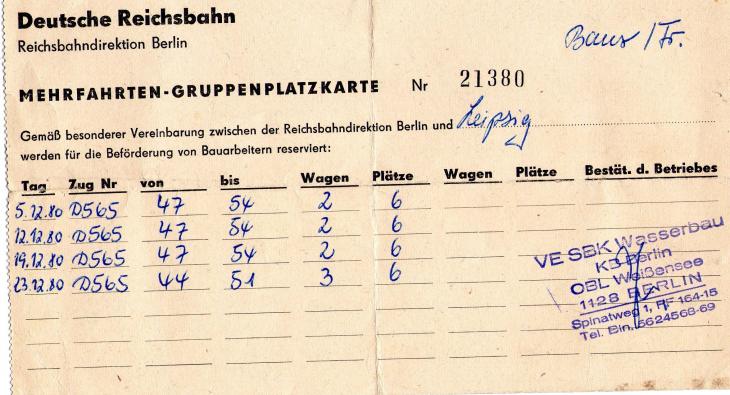 Deutsche Reichsbahn
Reichsbahndirektion Berlin
MEHRFAHRTEN-GRUPPENPLATZKARTE Nr 21380
Gemäß besonderer Vereinbarung zwischen der Reichsbahndirektion Berlin und Leipzig
werden für die Beförderung von Bauarbeitern reserviert:
Tag Zug Nr von bis Wagen Plätze Wagen Plätze Bestät. d. Betriebes
5.12.80 D565 47 54 2 6
12.12.80 D565 47 54 2 6
19.12.80 D565 47 54 2 6
23.12.80 D565 44 51 3 6
VE SBK Wasserbau
KB Berlin
OBL Weißensee
1128 BERLIN
Spinatweg 1, RF 164-15
Tel. Bln. 5624568-69